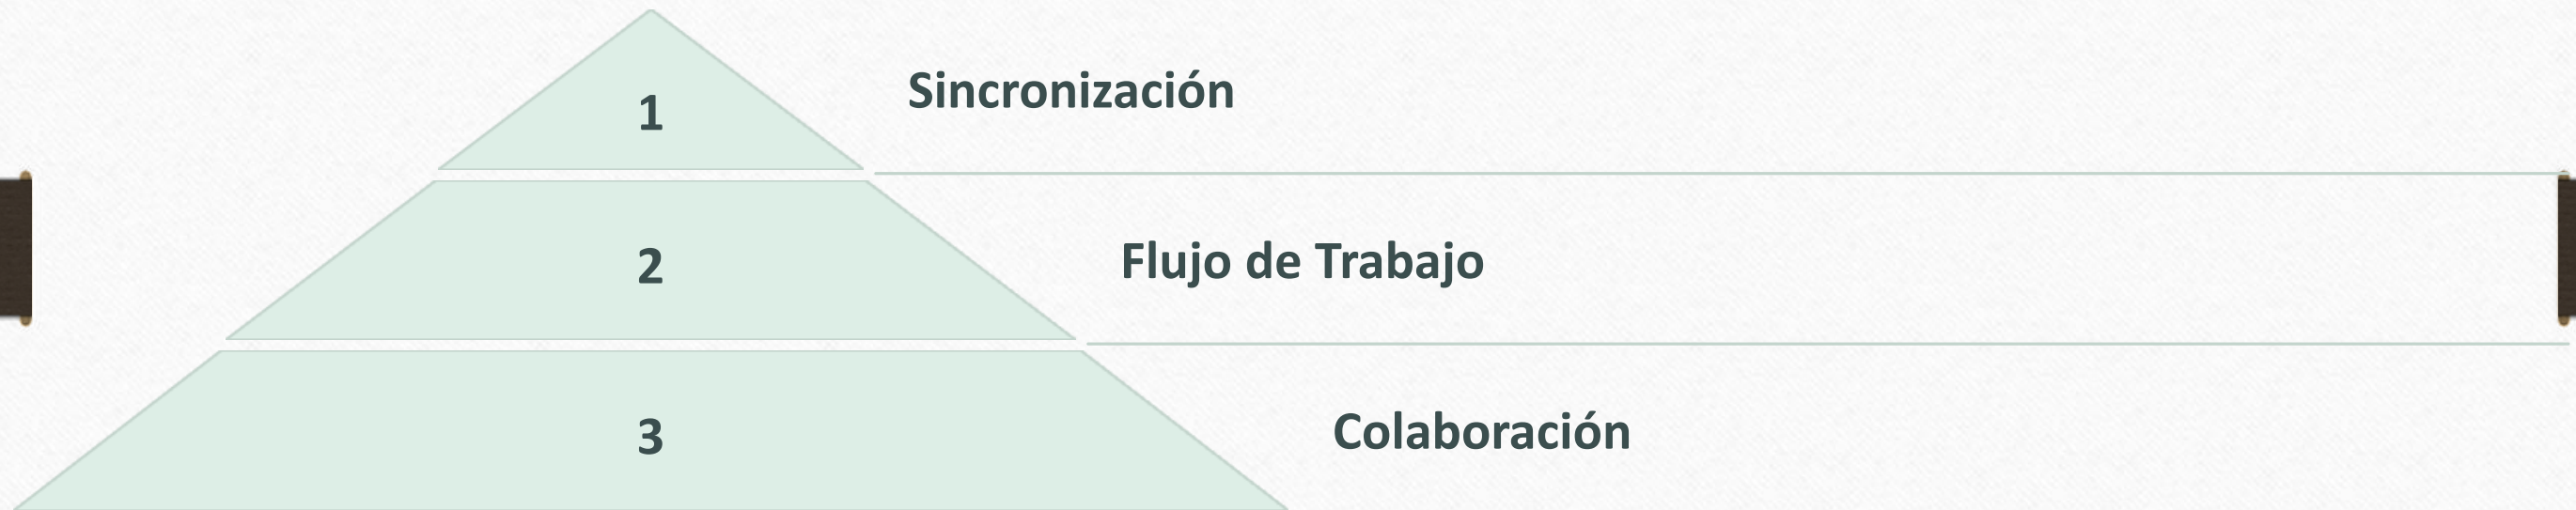 1
Sincronización
2
Flujo de Trabajo
3
Colaboración